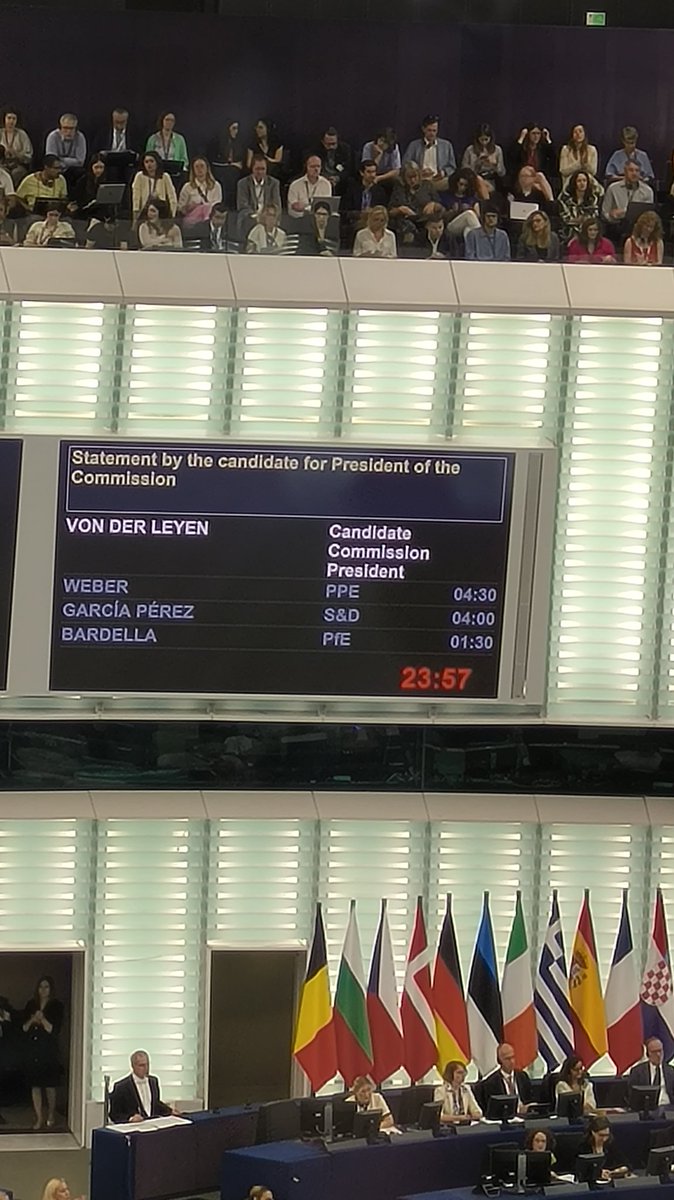 Statement by the candidate for President of the
Commission
VON DER LEYEN Candidate
Commission
President
WEBER PPE 04:30
GARCÍA PÉREZ S&D 04:00
BARDELLA PfE 01:30
23:57